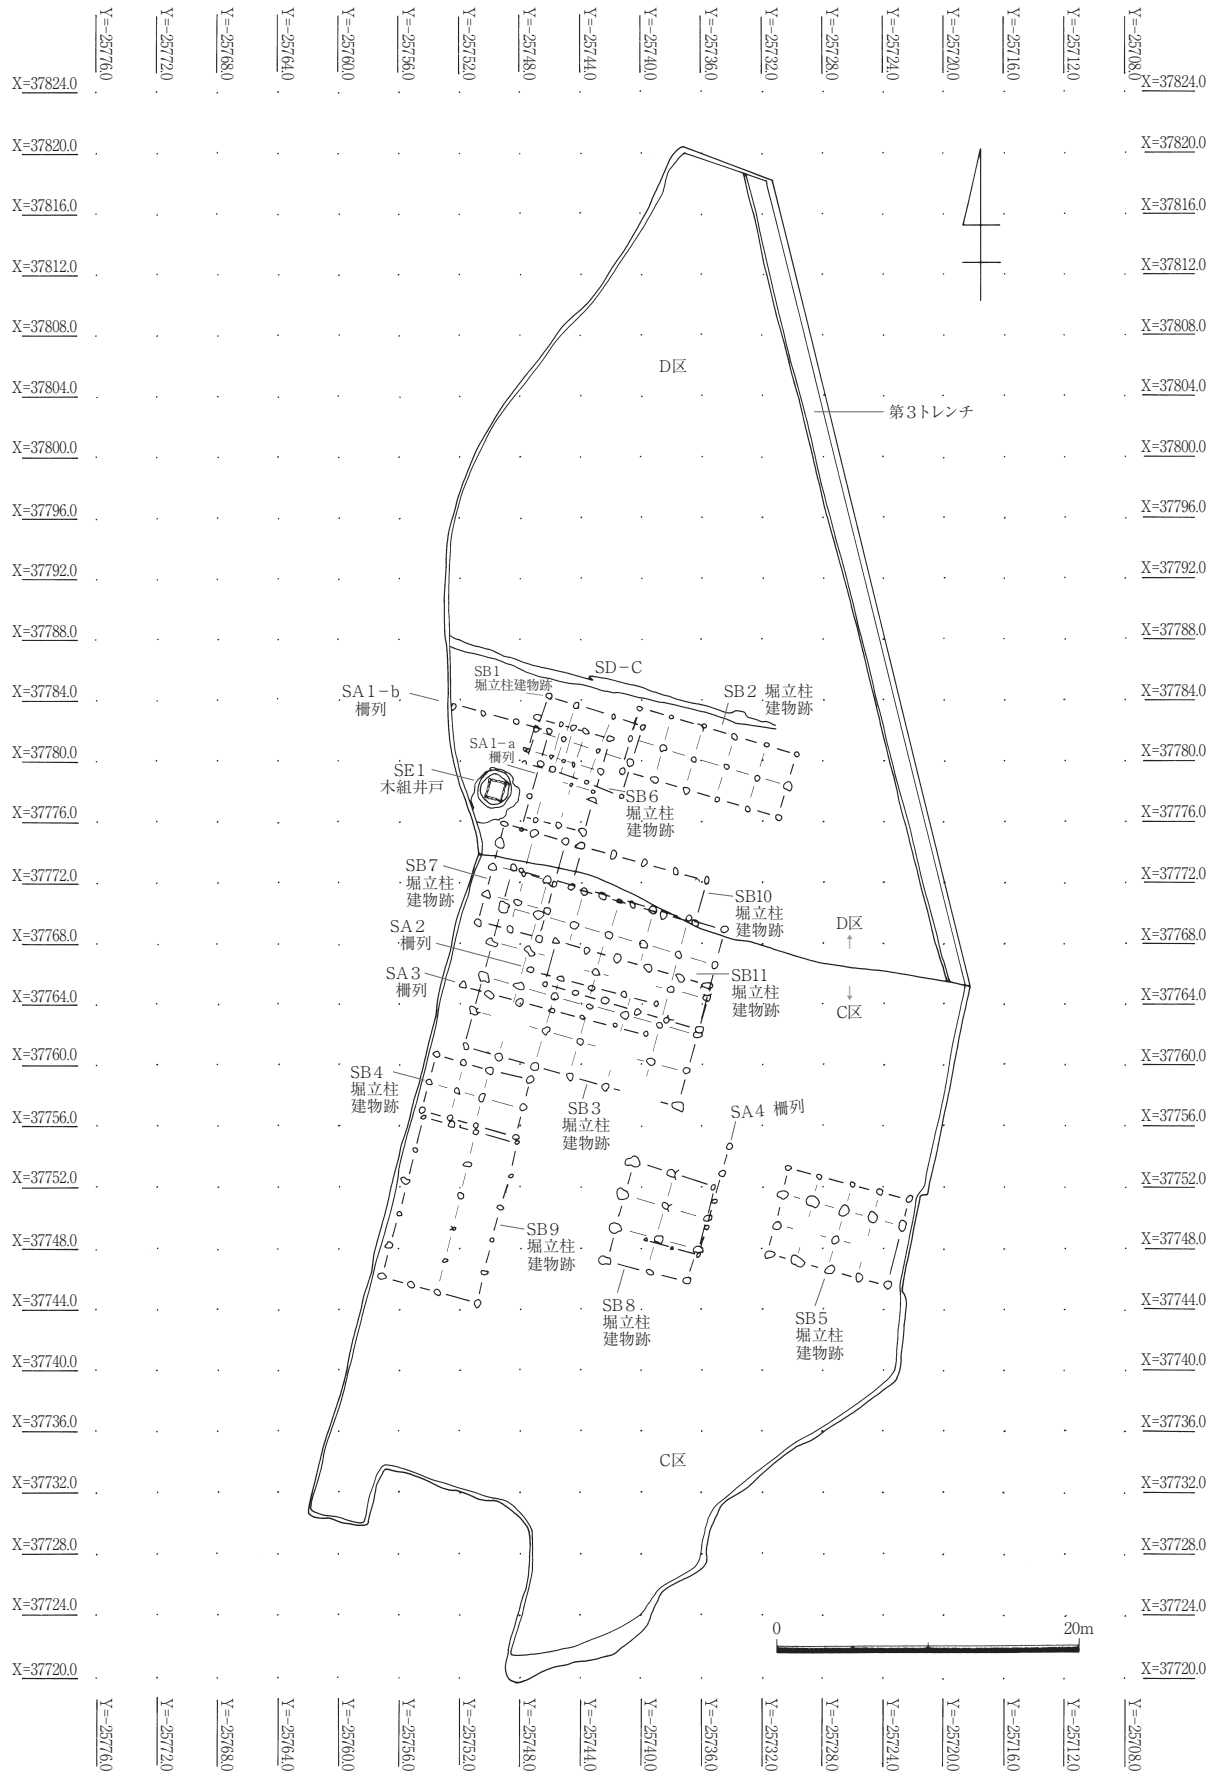 Y=-25776.0
Y=-25772.0
Y=-25768.0
Y=-25764.0
Y=-25760.0
Y=-25756.0
Y=-25752.0
Y=-25748.0
Y=-25744.0
Y=-25740.0
Y=-25736.0
Y=-25732.0
Y=-25728.0
Y=-25724.0
Y=-25720.0
Y=-25716.0
Y=-25712.0
Y=-25708.0
X=37824.0
X=37824.0
X=37820.0
X=37820.0
X=37816.0
X=37816.0
X=37812.0
X=37812.0
X=37808.0
X=37808.0
D区
X=37804.0
X=37804.0
第3トレンチ
X=37800.0
X=37800.0
X=37796.0
X=37796.0
X=37792.0
X=37792.0
X=37788.0
X=37788.0
SD-C
SB1
堀立柱建物跡
SA1-b
柵列
SB2 堀立柱
建物跡
X=37784.0
X=37784.0
SA1-a
柵列
X=37780.0
X=37780.0
SE1
木組井戸
SB6
堀立柱
建物跡
X=37776.0
X=37776.0
SB7
堀立柱
建物跡
X=37772.0
X=37772.0
SB10
堀立柱
建物跡
D区
SA2
柵列
X=37768.0
X=37768.0
SA3
柵列
SB11
堀立柱
建物跡
X=37764.0
X=37764.0
C区
X=37760.0
X=37760.0
SB4
堀立柱
建物跡
SB3
堀立柱
建物跡
SA4 柵列
X=37756.0
X=37756.0
X=37752.0
X=37752.0
X=37748.0
X=37748.0
SB9
堀立柱
建物跡
X=37744.0
X=37744.0
SB8
堀立柱
建物跡
SB5
堀立柱
建物跡
X=37740.0
X=37740.0
X=37736.0
X=37736.0
C区
X=37732.0
X=37732.0
X=37728.0
X=37728.0
X=37724.0
X=37724.0
0
20m
X=37720.0
X=37720.0
Y=-25776.0
Y=-25772.0
Y=-25768.0
Y=-25764.0
Y=-25760.0
Y=-25756.0
Y=-25752.0
Y=-25748.0
Y=-25744.0
Y=-25740.0
Y=-25736.0
Y=-25732.0
Y=-25728.0
Y=-25724.0
Y=-25720.0
Y=-25716.0
Y=-25712.0
Y=-25708.0